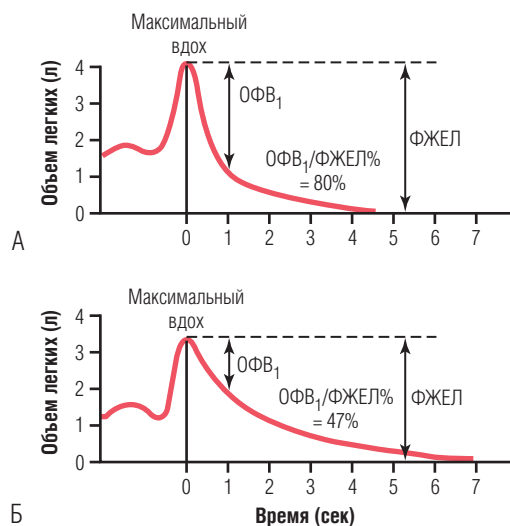 Максимальный
вдох
Объем легких (л)
4
3
2
1
0
ОФВ1
ОФВ1/ФЖЕЛ%
= 80%
ФЖЕЛ
0 1 2 3 4 5 6 7
А
Максимальный
вдох
Объем легких (л)
4
3
2
1
0
ОФВ1
ОФВ1/ФЖЕЛ%
= 47%
ФЖЕЛ
0 1 2 3 4 5 6 7
Б
Время (сек)